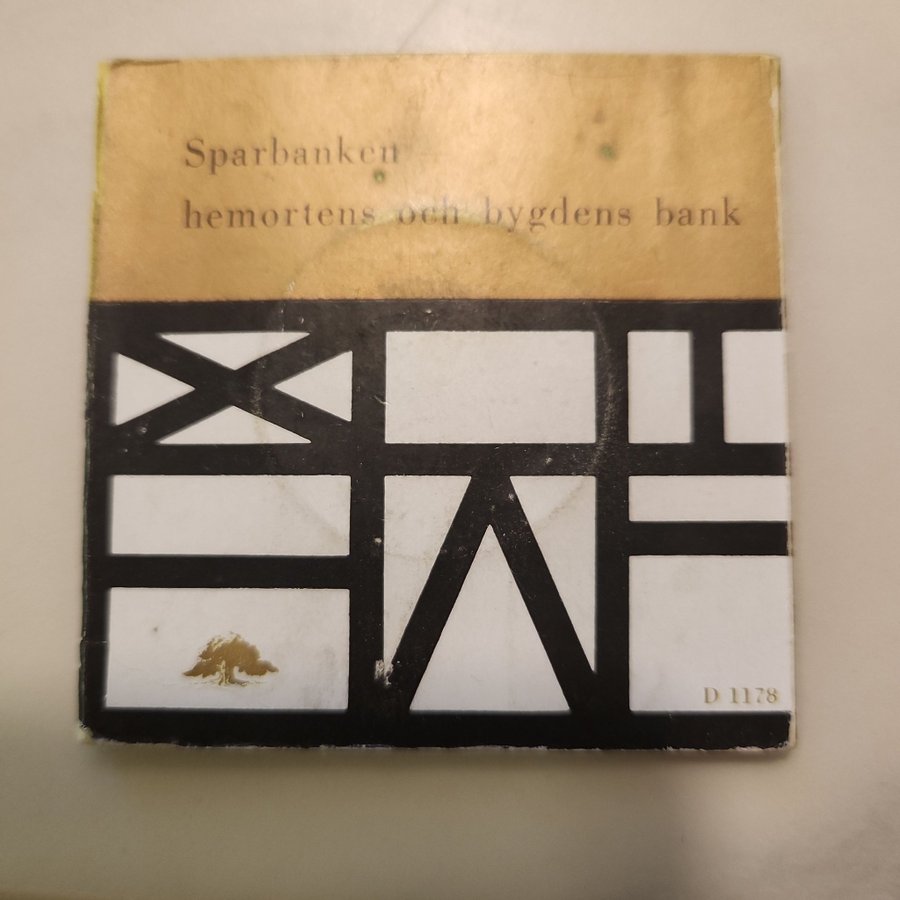 Sparbanken
hemortens och bygdens bank
D 1178